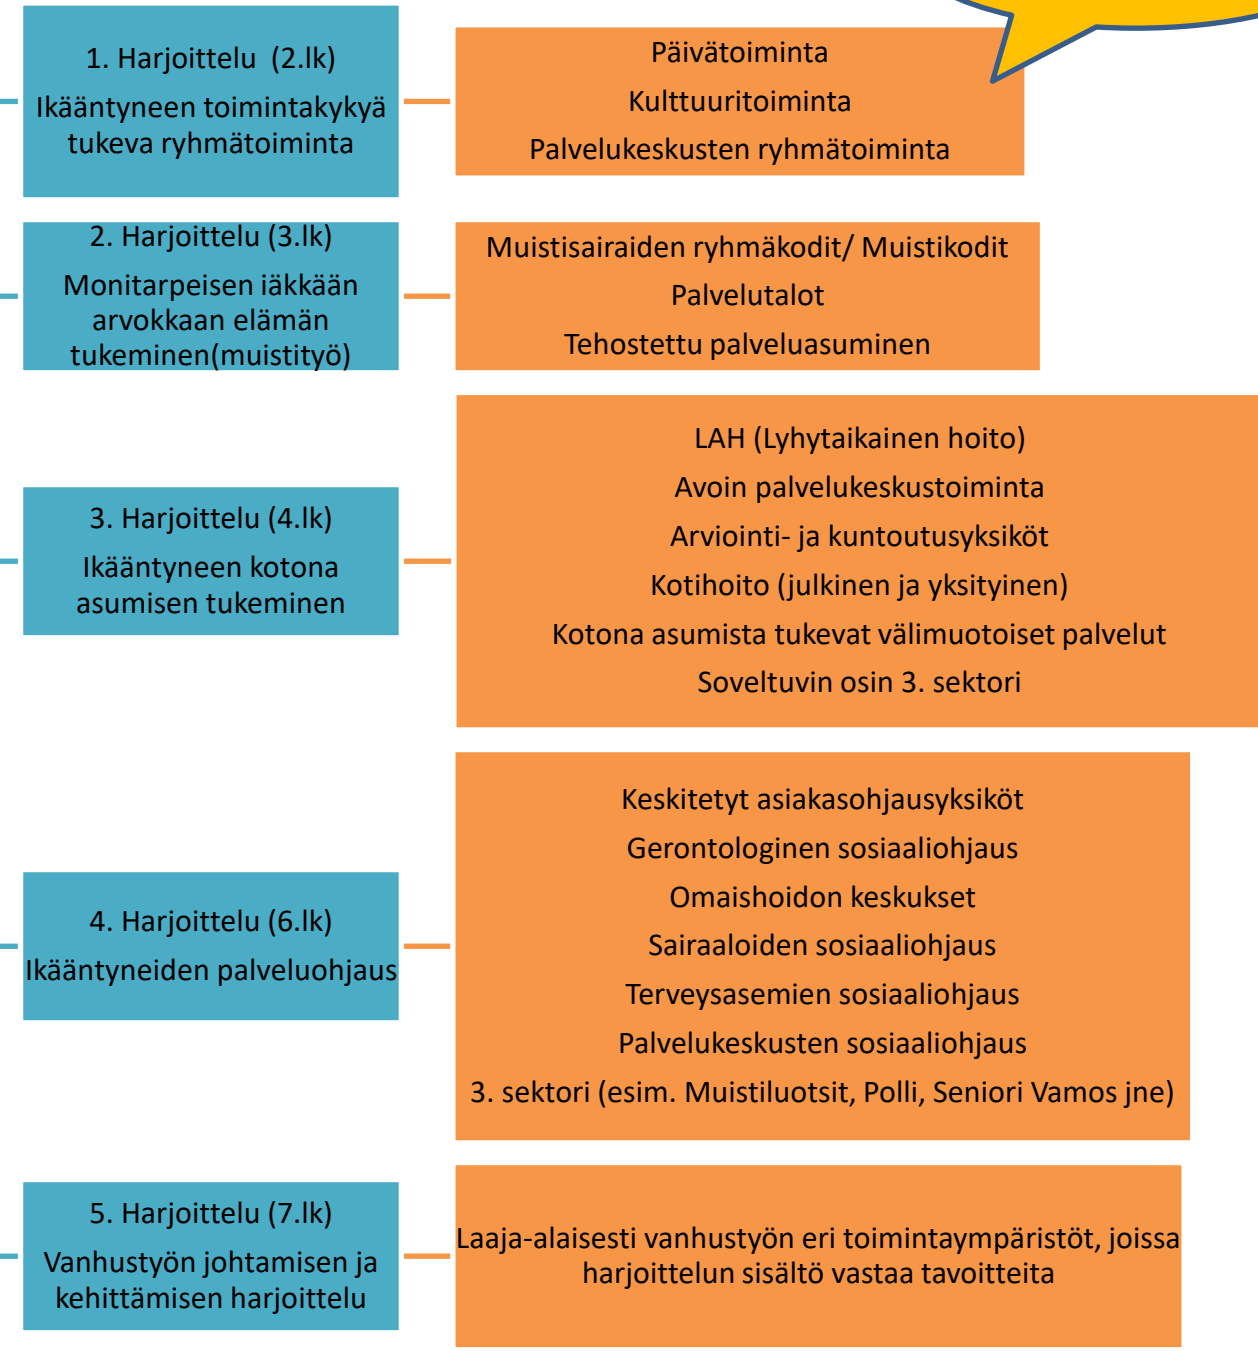 1. Harjoittelu (2.lk)
Ikääntyneen toimintakykyä
tukeva ryhmätoiminta
Päivätoiminta
Kulttuuritoiminta
Palvelukeskusten ryhmätoiminta
2. Harjoittelu (3.lk)
Monitarpeisen iäkkään
arvokkaan elämän
tukeminen(muistityö)
Muistisairaiden ryhmäkodit/ Muistikodit
Palvelutalot
Tehostettu palveluasuminen
3. Harjoittelu (4.lk)
Ikääntyneen kotona
asumisen tukeminen
LAH (Lyhytaikainen hoito)
Avoin palvelukeskustoiminta
Arviointi- ja kuntoutusyksiköt
Kotihoito (julkinen ja yksityinen)
Kotona asumista tukevat välimuotoiset palvelut
Soveltuvin osin 3. sektori
4. Harjoittelu (6.lk)
Ikääntyneiden palveluohjaus
Keskitetyt asiakasohjausyksiköt
Gerontologinen sosiaaliohjaus
Omaishoidon keskukset
Sairaaloiden sosiaaliohjaus
Terveysasemien sosiaaliohjaus
Palvelukeskusten sosiaaliohjaus
3. sektori (esim. Muistiluotsit, Polli, Seniori Vamos jne)
5. Harjoittelu (7.lk)
Vanhustyön johtamisen ja
kehittämisen harjoittelu
Laaja-alaisesti vanhustyön eri toimintaympäristöt, joissa
harjoittelun sisältö vastaa tavoitteita